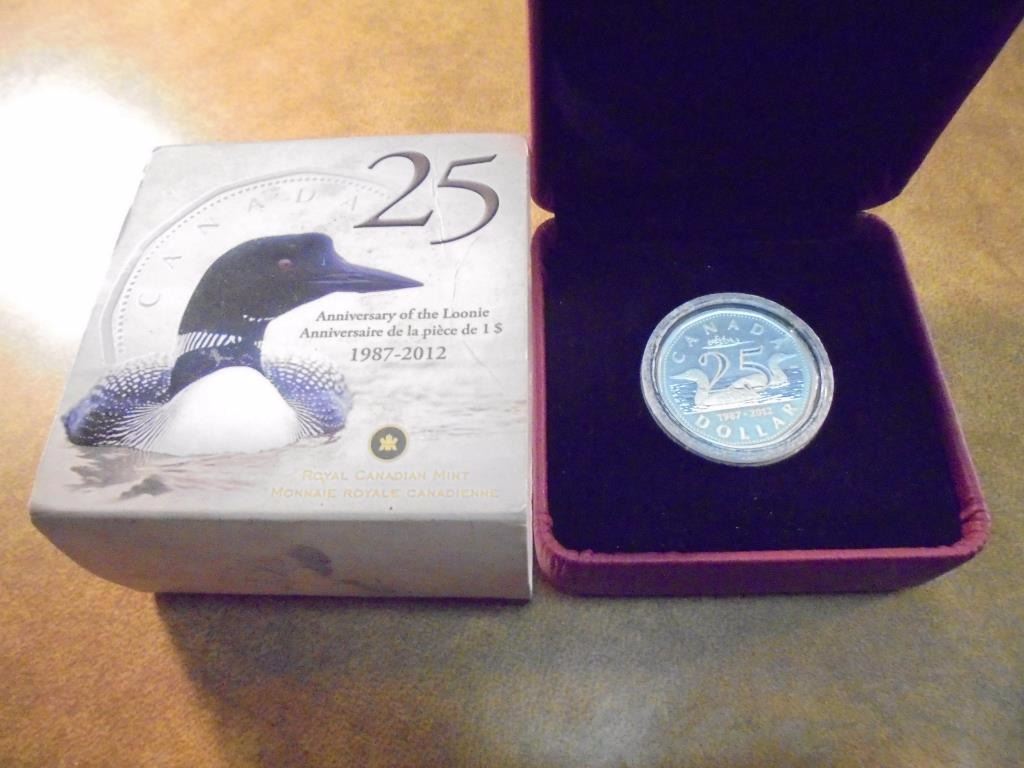 CANADA
25
Anniversary of the Loonie
Anniversaire de la pièce de 1 $
1987-2012
ROYAL CANADIAN MINT
MONNAIE ROYALE CANADIENNE
CANADA
25
1987·2012
DOLLAR